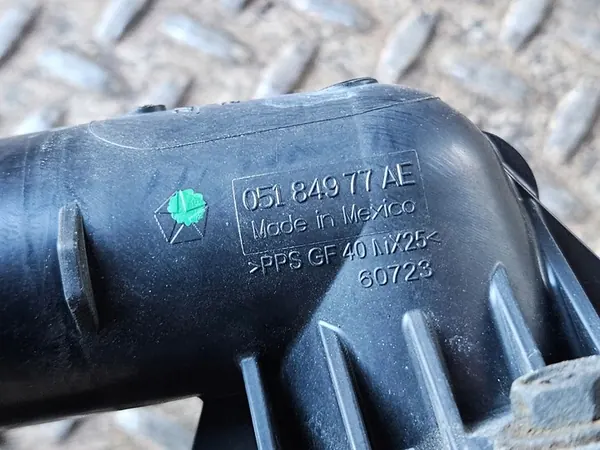 051 849 77 AE
Made in Mexico
>PPS GF 40 MX25<
60723